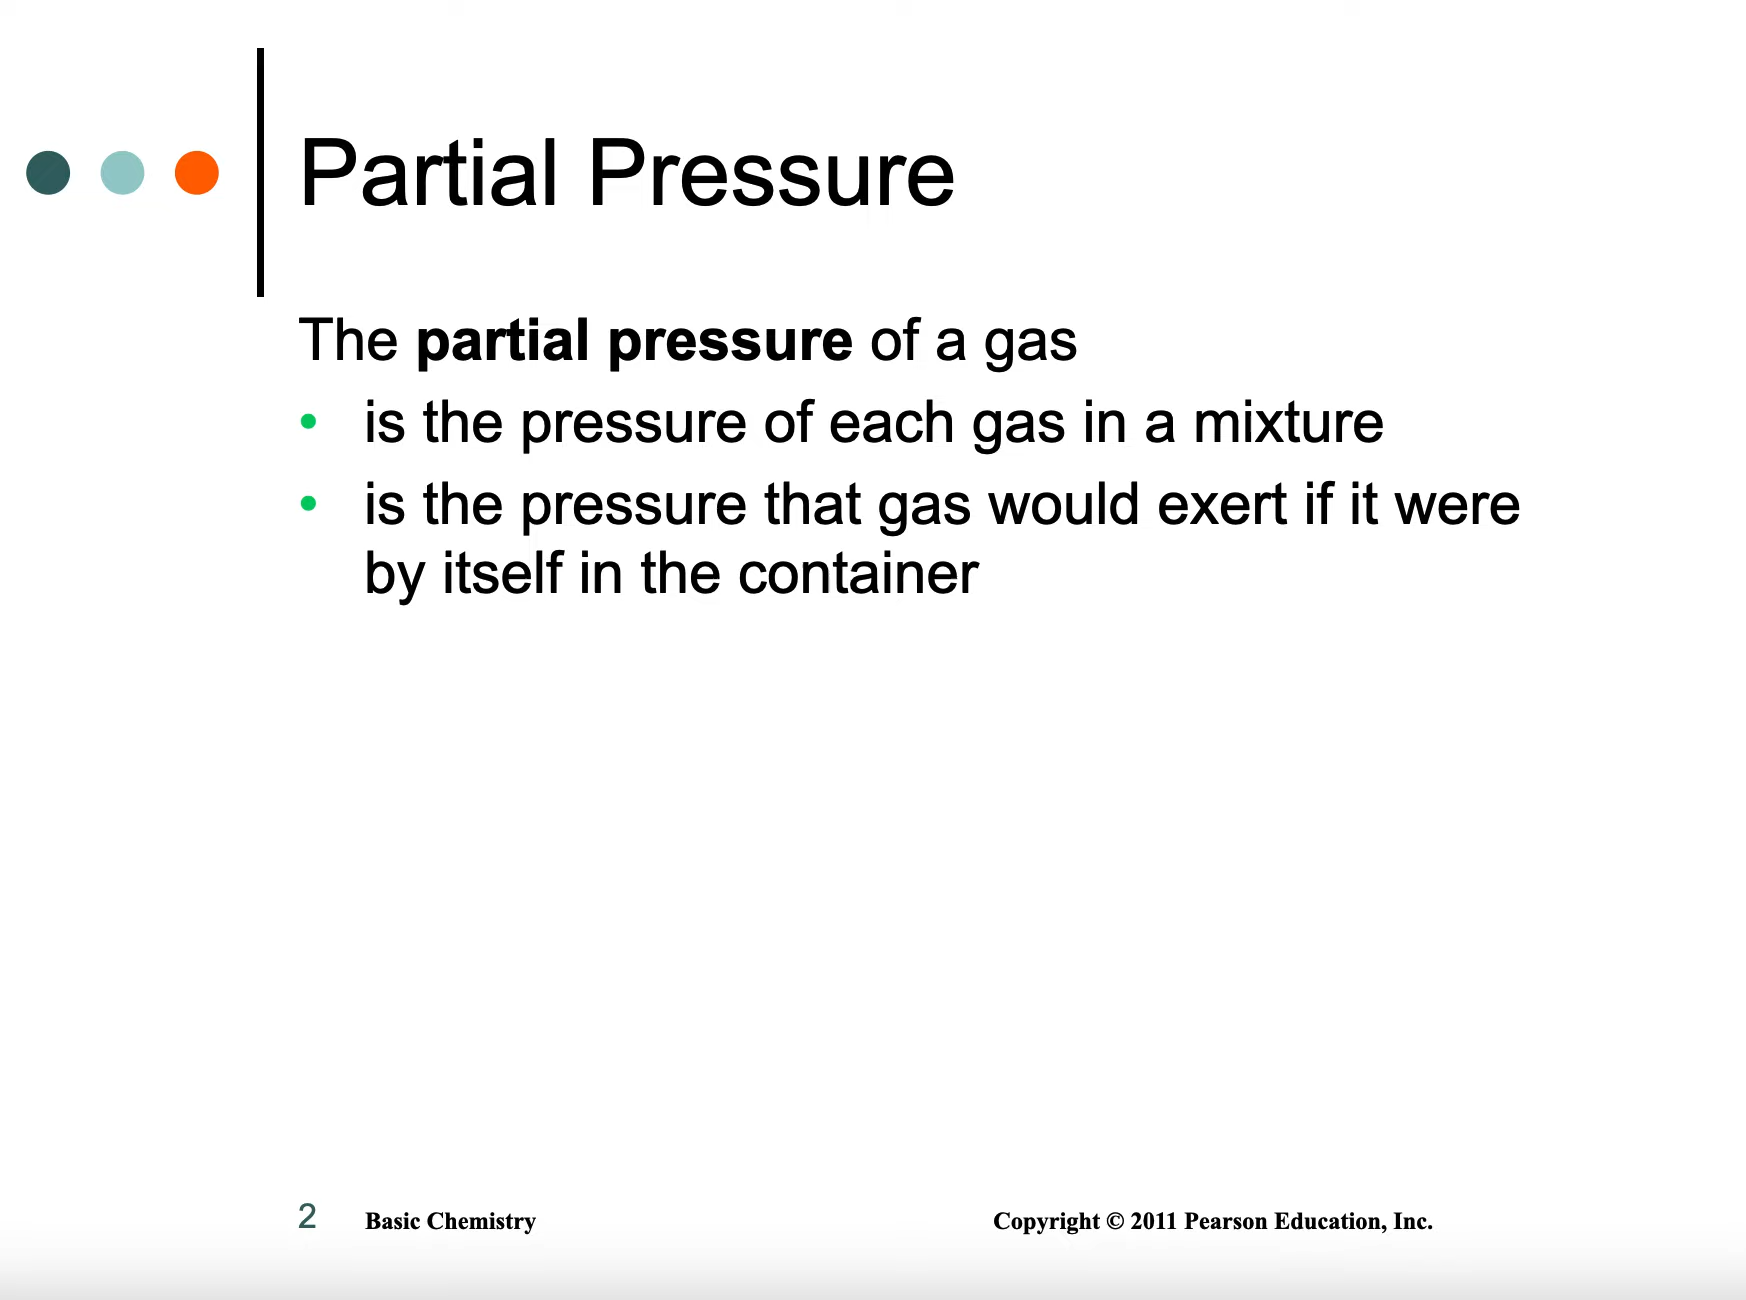 Partial Pressure
The partial pressure of a gas
• is the pressure of each gas in a mixture
• is the pressure that gas would exert if it were
by itself in the container
2 Basic Chemistry Copyright © 2011 Pearson Education, Inc.